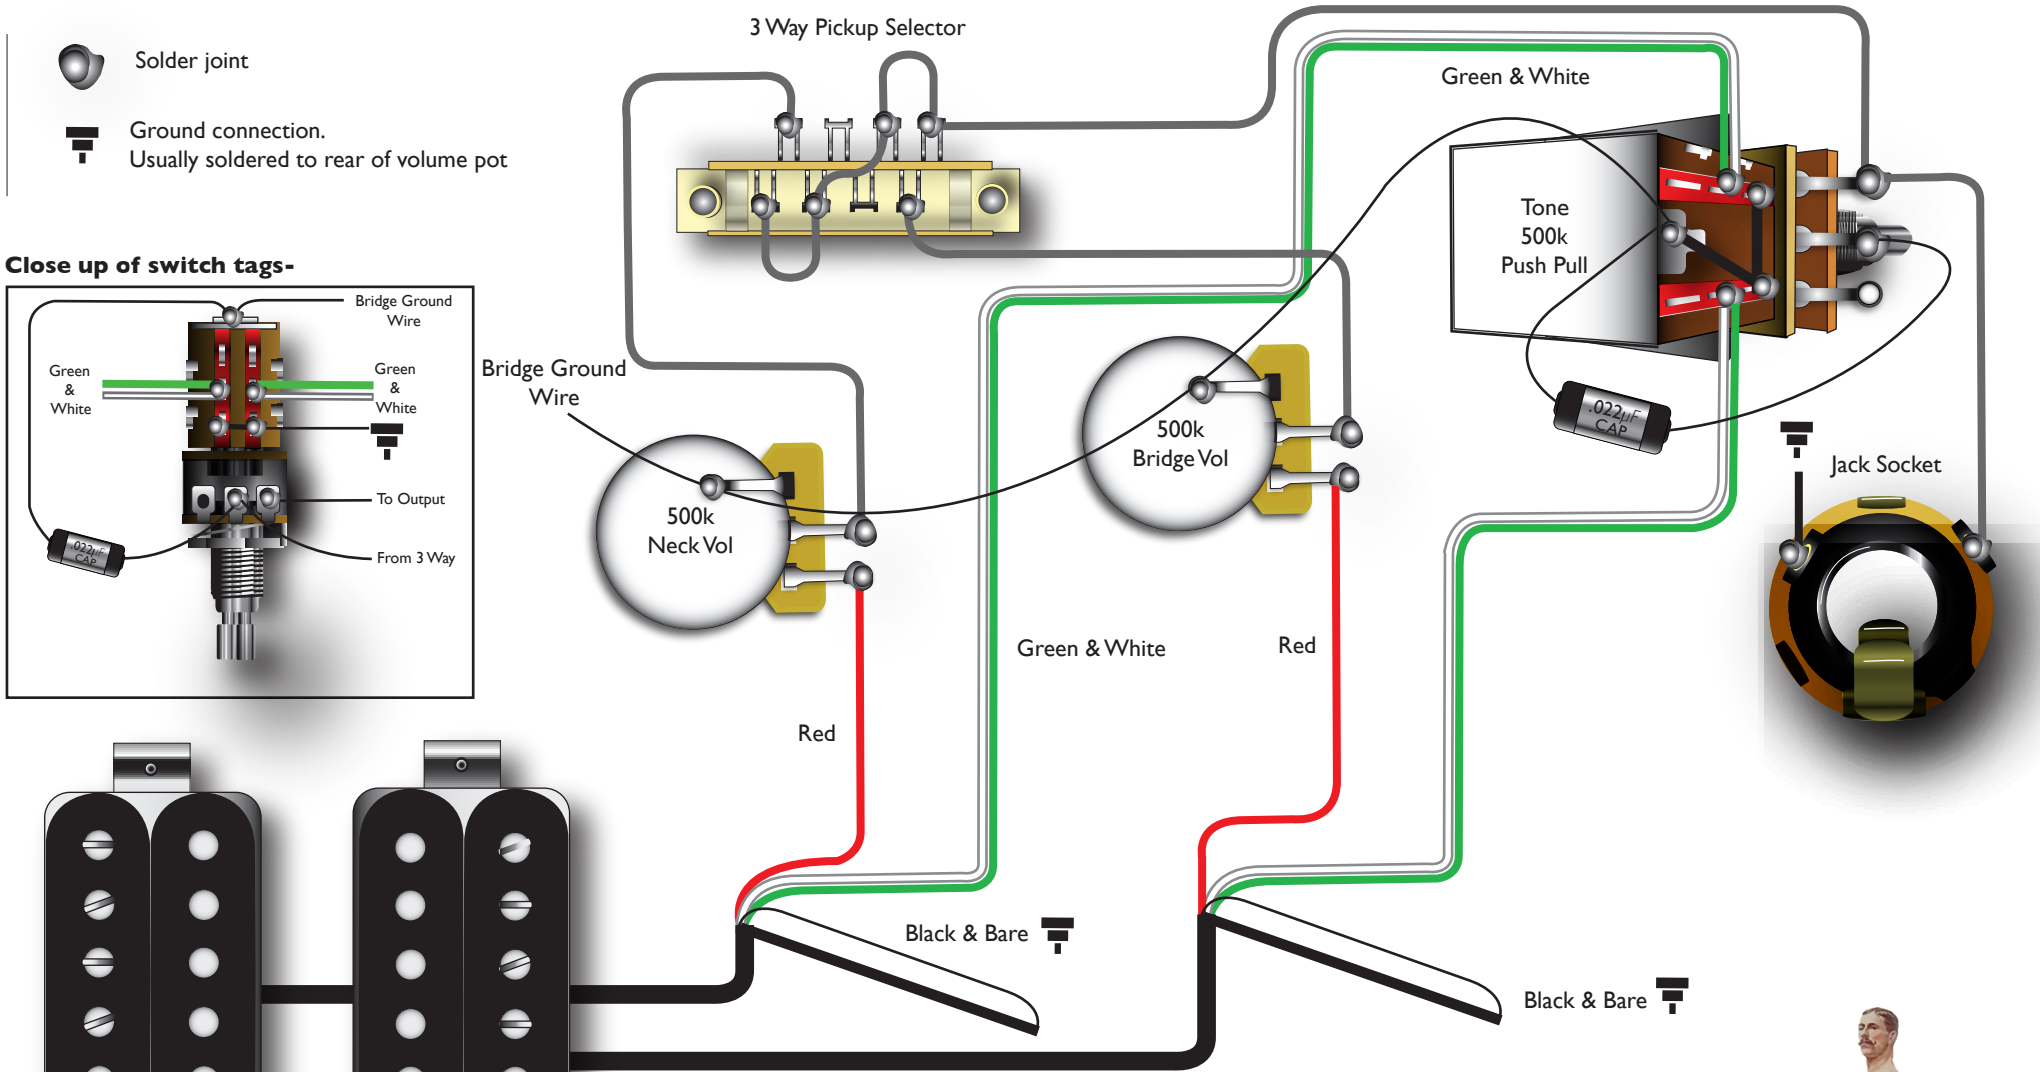 3 Way Pickup Selector
Solder joint
Ground connection.
Usually soldered to rear of volume pot
Green & White
Tone
500k
Push Pull
Close up of switch tags-
Bridge Ground
Wire
Green
&
White
Green
&
White
To Output
From 3 Way
.022µF
CAP
Bridge Ground
Wire
500k
Neck Vol
500k
Bridge Vol
.022µF
CAP
Jack Socket
Green & White
Red
Red
Black & Bare
Black & Bare